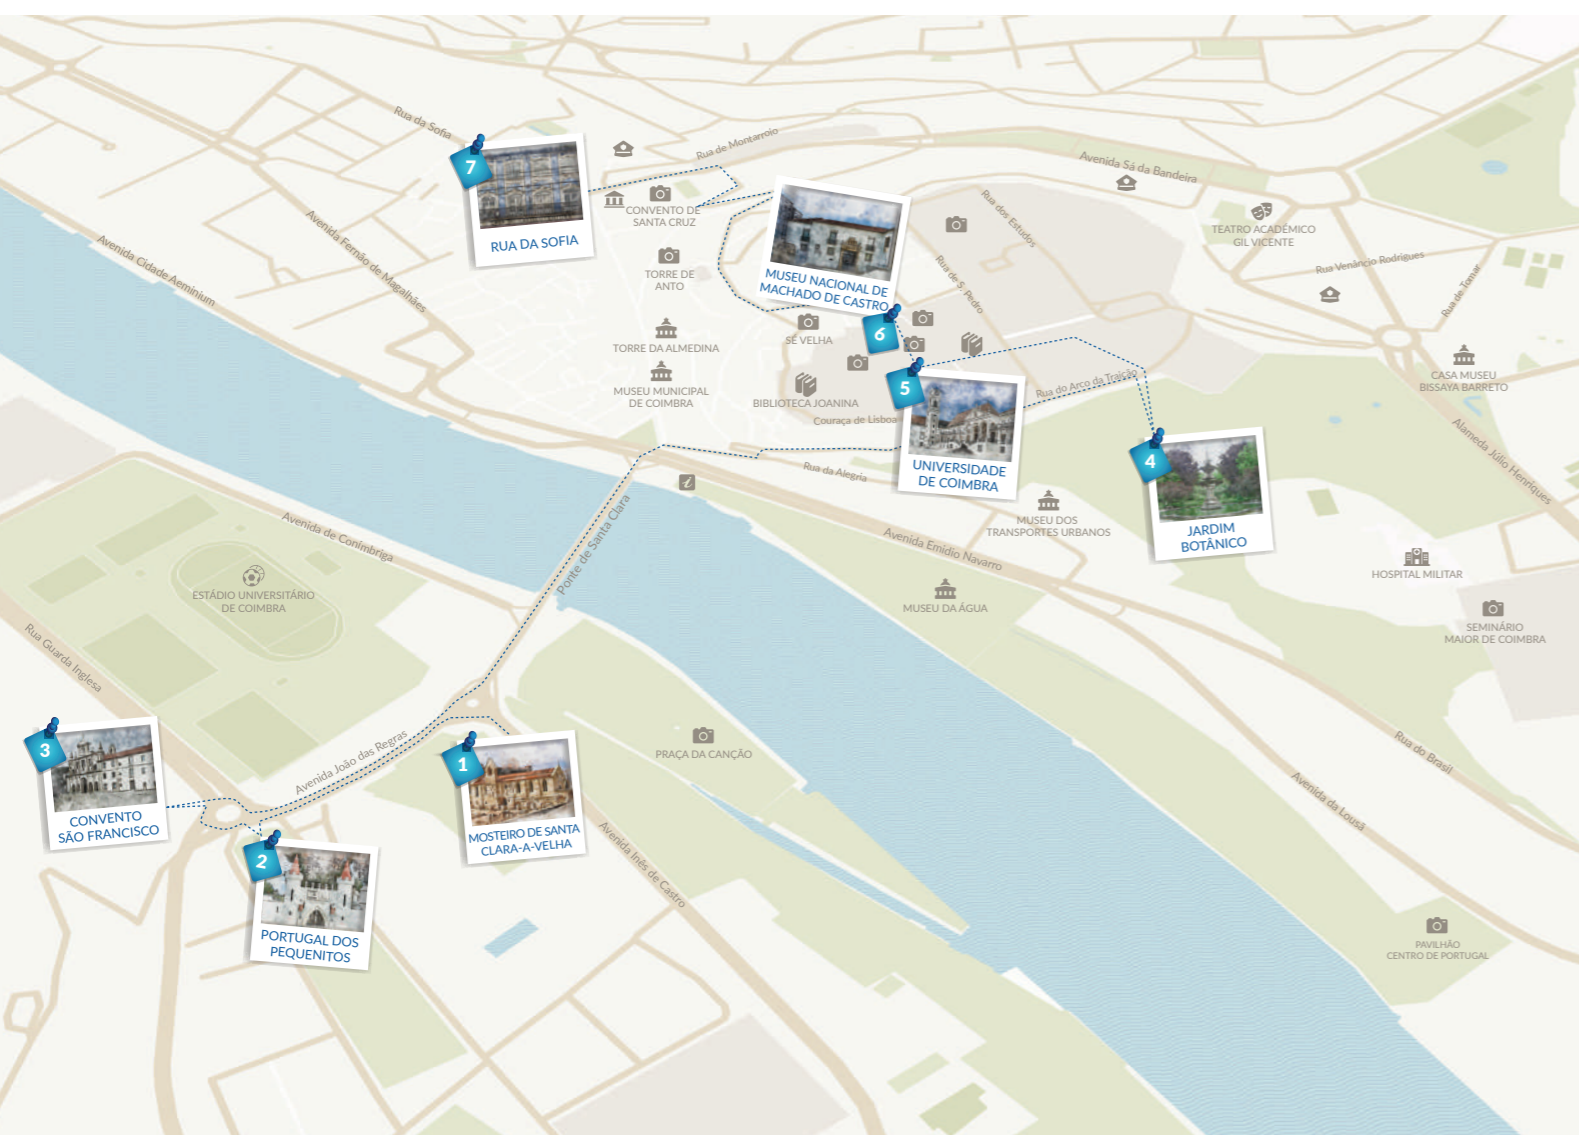 Rua da Sofia
7
RUA DA SOFIA
Rua de Montarroio
CONVENTO DE
SANTA CRUZ
TORRE DE
ANTO
TORRE DA ALMEDINA
MUSEU MUNICIPAL
DE COIMBRA
Avenida Fernão de Magalhães
Avenida Cidade Aeminium
MUSEU NACIONAL DE
MACHADO DE CASTRO
6
SÉ VELHA
BIBLIOTECA JOANINA
Couraça de Lisboa
Rua da Alegria
5
UNIVERSIDADE
DE COIMBRA
Rua dos Estudos
Rua de S. Pedro
Rua do Arco da Traição
Avenida Sá da Bandeira
TEATRO ACADÉMICO
GIL VICENTE
Rua Venâncio Rodrigues
Rua de Tomar
CASA MUSEU
BISSAYA BARRETO
Alameda Júlio Henriques
4
JARDIM
BOTÂNICO
MUSEU DOS
TRANSPORTES URBANOS
Avenida Emídio Navarro
MUSEU DA ÁGUA
HOSPITAL MILITAR
SEMINÁRIO
MAIOR DE COIMBRA
i
Ponte de Santa Clara
Avenida de Conímbriga
ESTÁDIO UNIVERSITÁRIO
DE COIMBRA
Rua Guarda Inglesa
3
CONVENTO
SÃO FRANCISCO
Avenida João das Regras
2
PORTUGAL DOS
PEQUENITOS
1
MOSTEIRO DE SANTA
CLARA-A-VELHA
Avenida Inês de Castro
PRAÇA DA CANÇÃO
Rua do Brasil
Avenida da Lousã
PAVILHÃO
CENTRO DE PORTUGAL